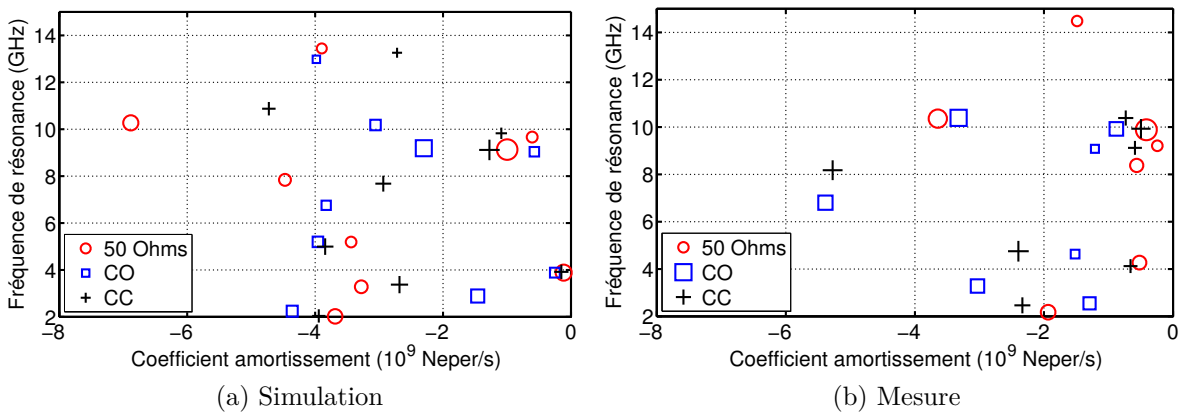 Fréquence de résonance (GHz)
14
12
10
8
6
4
2
50 Ohms
CO
CC
−8
−6
−4
−2
0
Coefficient amortissement (10⁹ Neper/s)
(a) Simulation
Fréquence de résonance (GHz)
14
12
10
8
6
4
2
50 Ohms
CO
CC
−8
−6
−4
−2
0
Coefficient amortissement (10⁹ Neper/s)
(b) Mesure